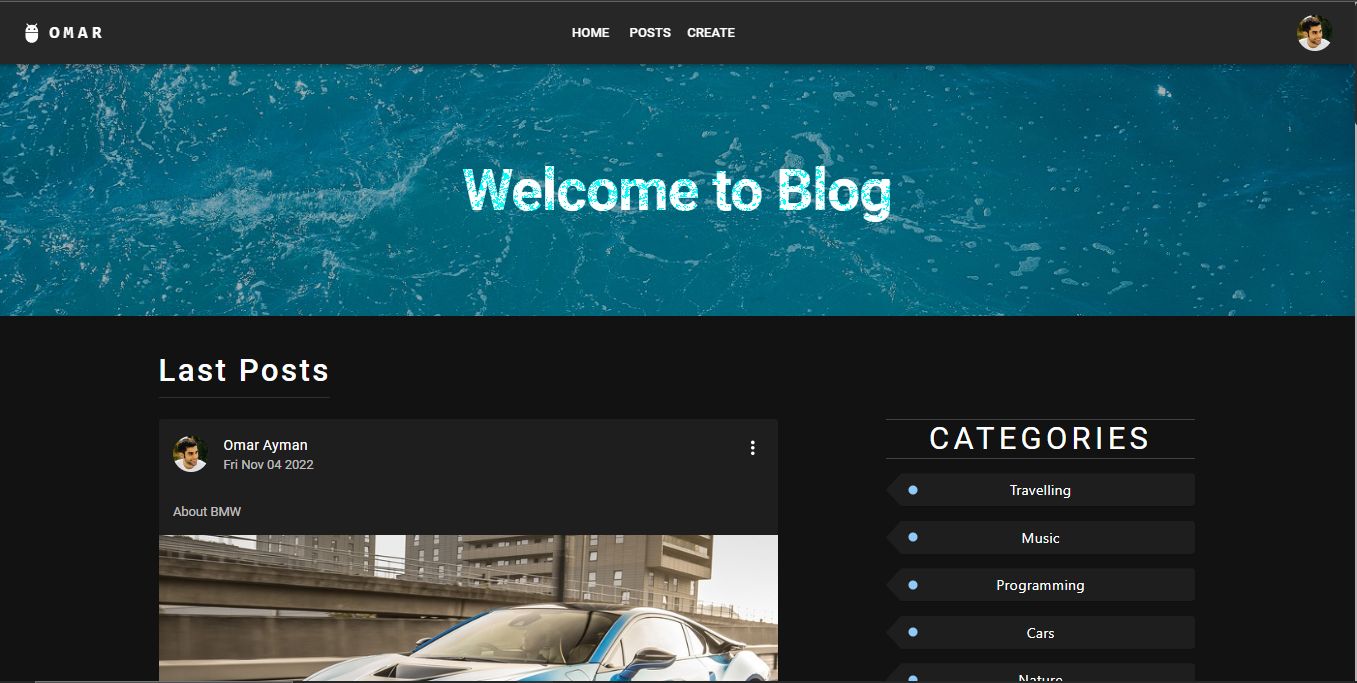 OMAR
HOME POSTS CREATE
Welcome to Blog
Last Posts
Omar Ayman
Fri Nov 04 2022
About BMW
CATEGORIES
Travelling
Music
Programming
Cars
Nature